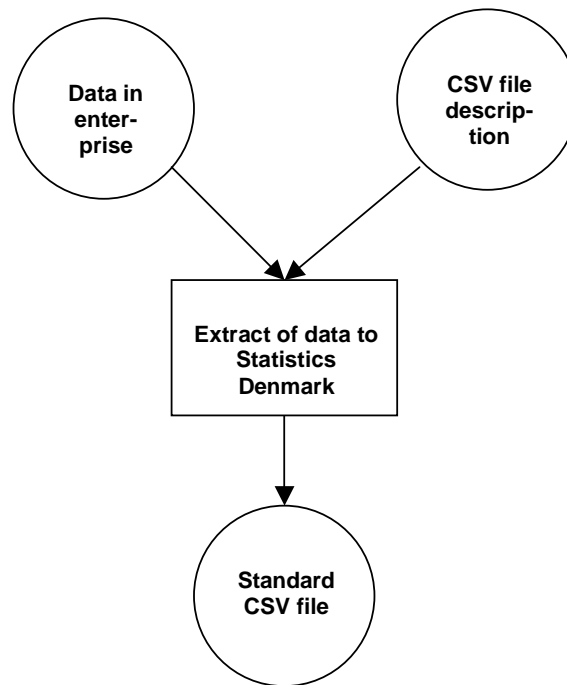 Data in
enter-
prise
CSV file
descrip-
tion
Extract of data to
Statistics
Denmark
Standard
CSV file